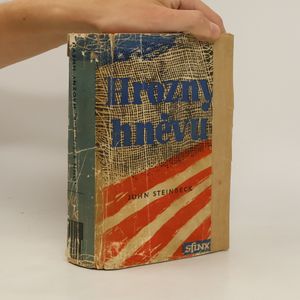 Hrozny
hněvu
JOHN STEINBECK
sfinx